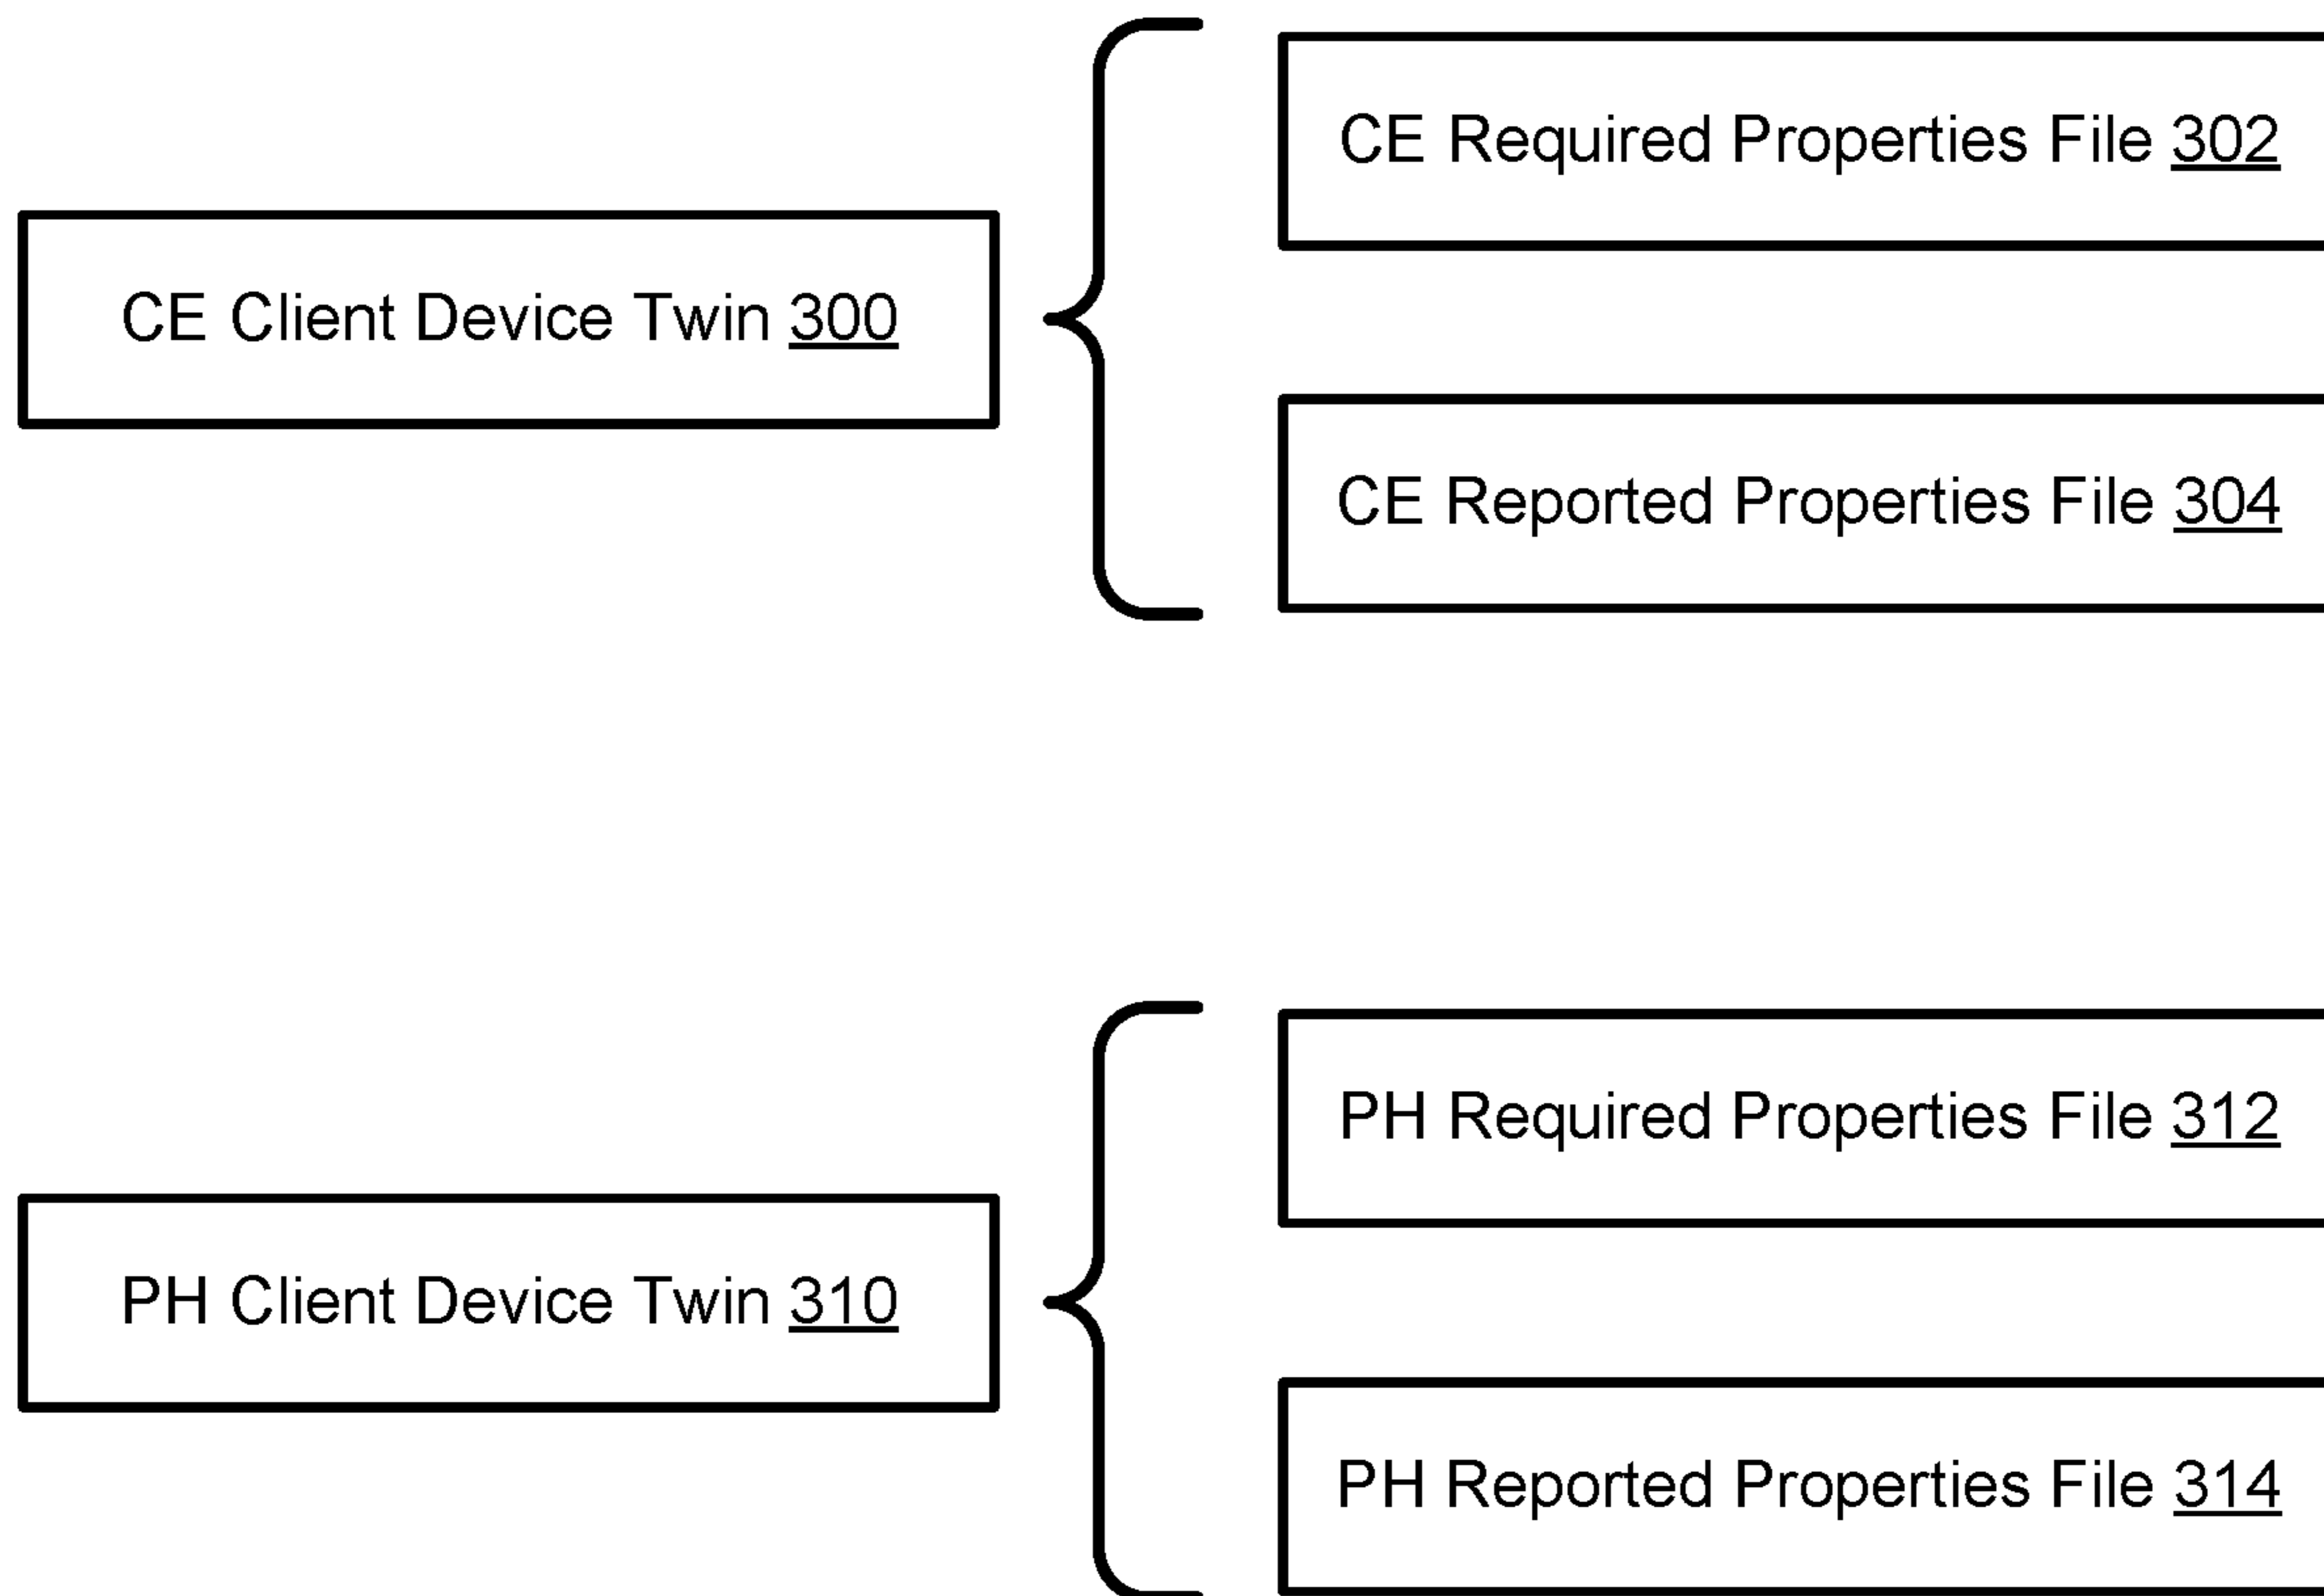 CE Required Properties File 302
CE Client Device Twin 300
CE Reported Properties File 304
PH Required Properties File 312
PH Client Device Twin 310
PH Reported Properties File 314